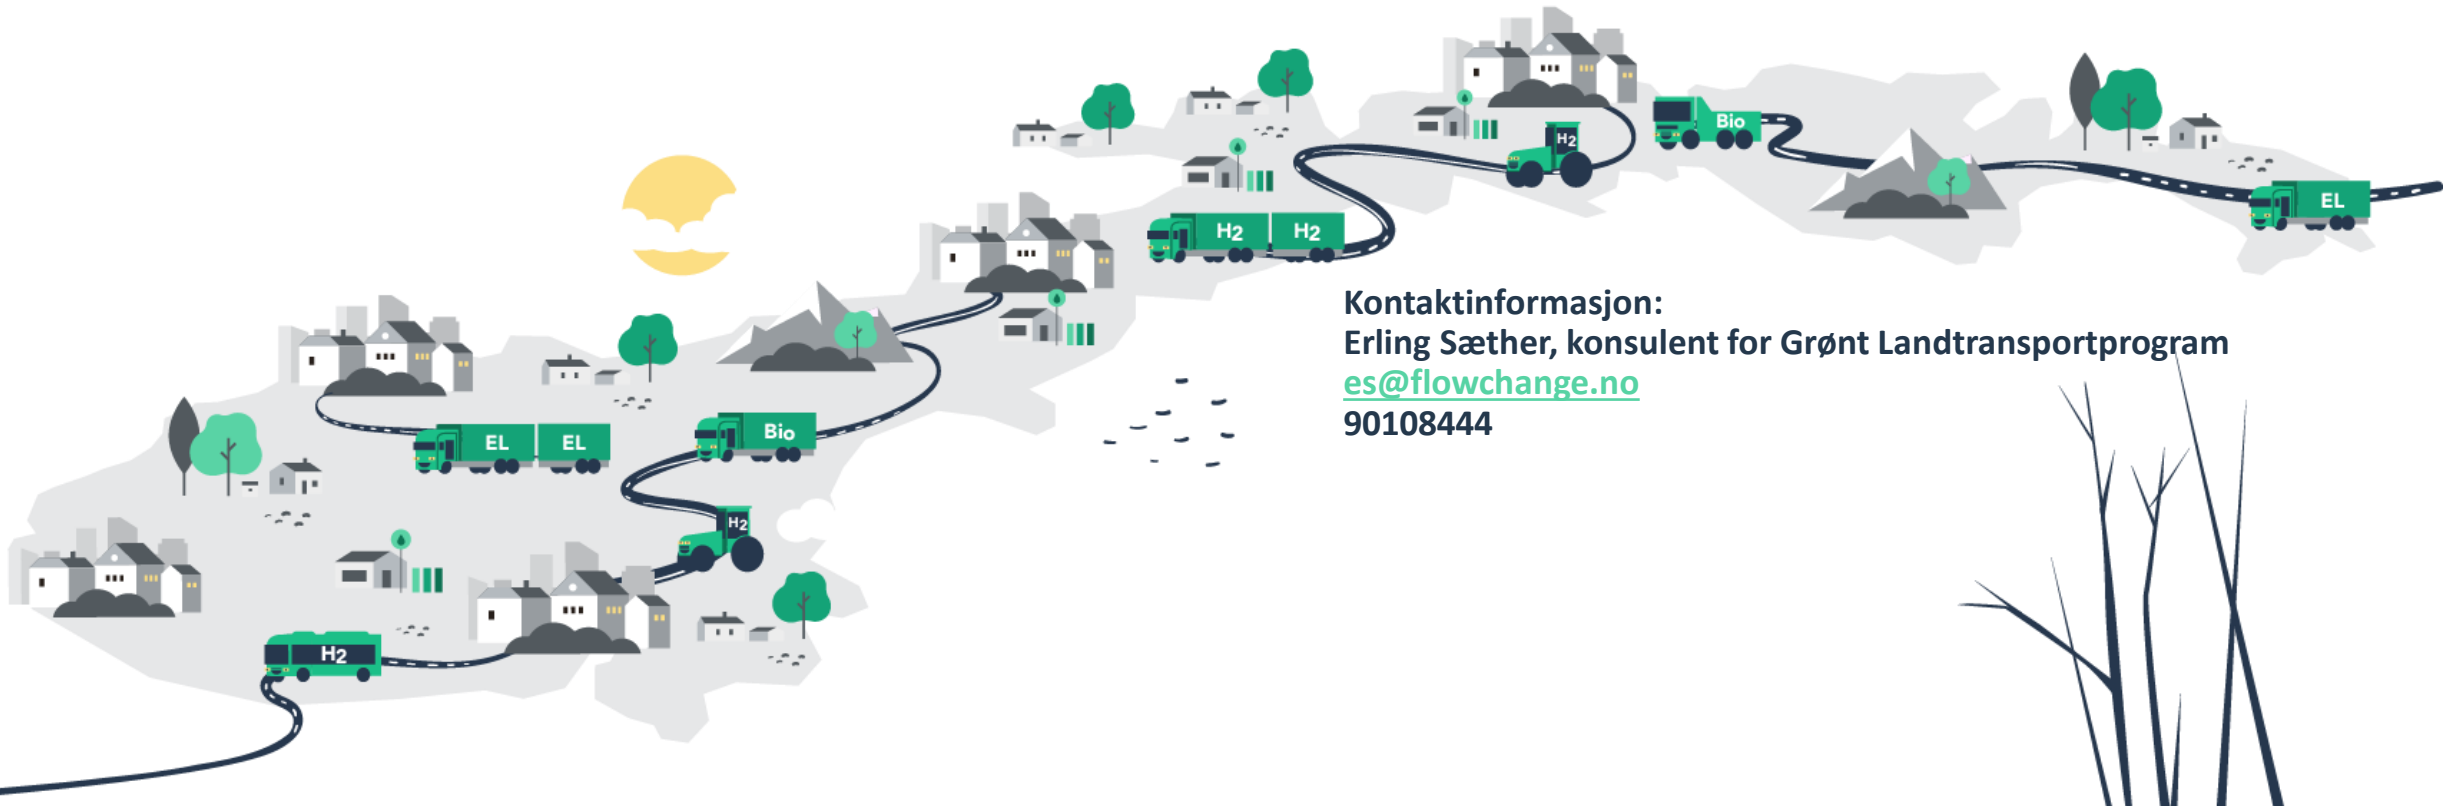 Bio
H2
EL
H2 H2
Kontaktinformasjon:
Erling Sæther, konsulent for Grønt Landtransportprogram
es@flowchange.no
90108444
Bio
EL EL
H2
H2